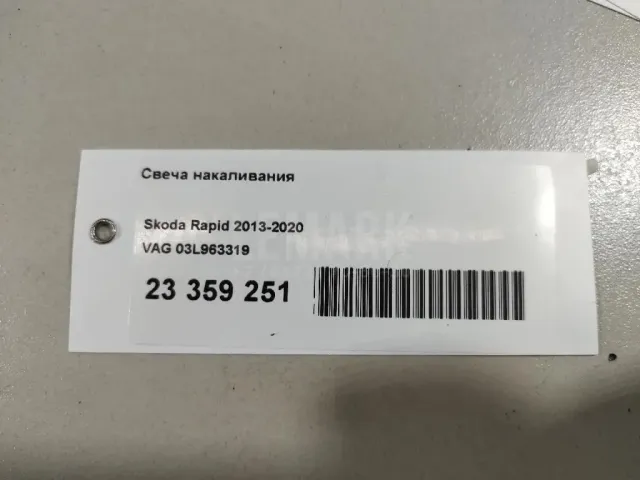 Свеча накаливания
Skoda Rapid 2013-2020
VAG 03L963319
23 359 251